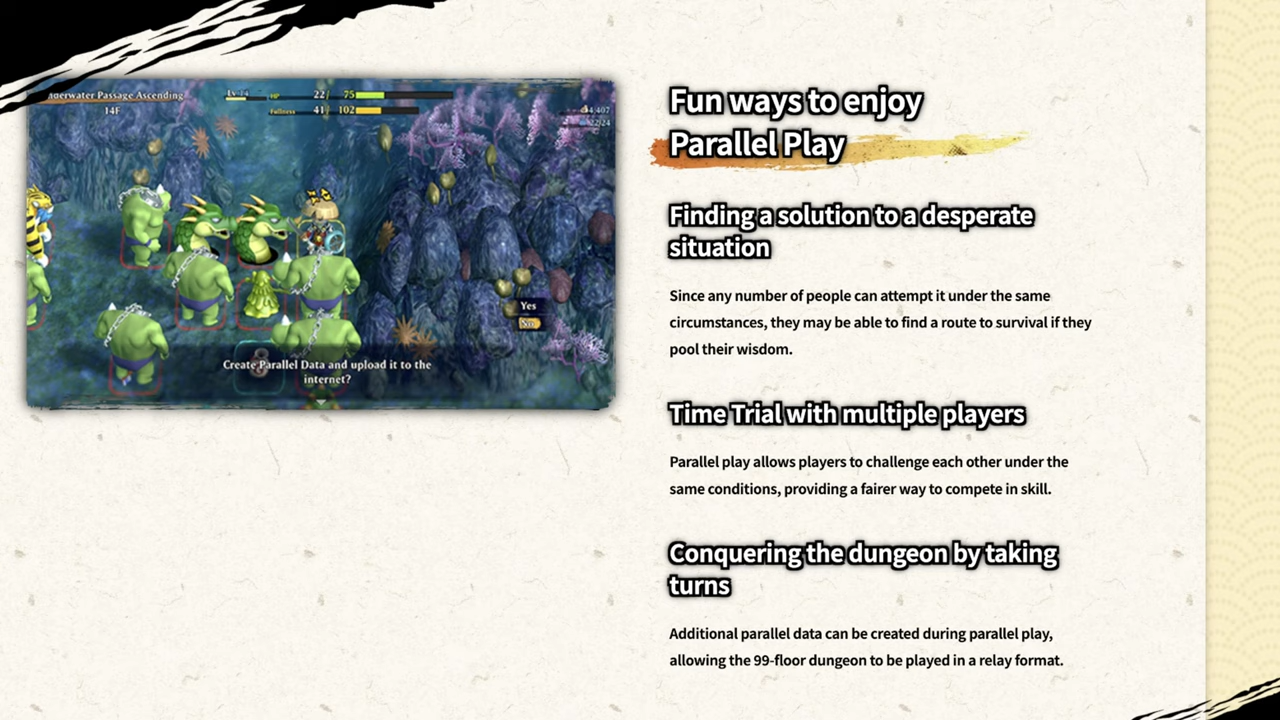 Underwater Passage Ascending
14F
Lv 14
HP 22/ 75
Fullness 41/ 102
Yes
No
Create Parallel Data and upload it to the
internet?
Fun ways to enjoy
Parallel Play
Finding a solution to a desperate
situation
Since any number of people can attempt it under the same
circumstances, they may be able to find a route to survival if they
pool their wisdom.
Time Trial with multiple players
Parallel play allows players to challenge each other under the
same conditions, providing a fairer way to compete in skill.
Conquering the dungeon by taking
turns
Additional parallel data can be created during parallel play,
allowing the 99-floor dungeon to be played in a relay format.